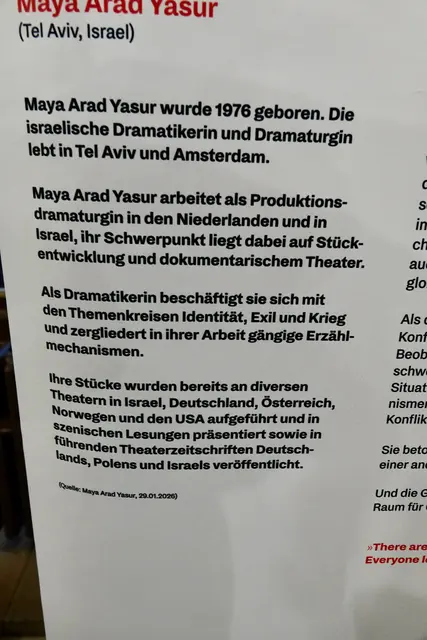 Maya Arad Yasur
(Tel Aviv, Israel)
Maya Arad Yasur wurde 1976 geboren. Die
israelische Dramatikerin und Dramaturgin
lebt in Tel Aviv und Amsterdam.
Maya Arad Yasur arbeitet als Produktions-
dramaturgin in den Niederlanden und in
Israel, ihr Schwerpunkt liegt dabei auf Stück-
entwicklung und dokumentarischem Theater.
Als Dramatikerin beschäftigt sie sich mit
den Themenkreisen Identität, Exil und Krieg
und zergliedert in ihrer Arbeit gängige Erzähl-
mechanismen.
Ihre Stücke wurden bereits an diversen
Theatern in Israel, Deutschland, Österreich,
Norwegen und den USA aufgeführt und in
szenischen Lesungen präsentiert sowie in
führenden Theaterzeitschriften Deutsch-
lands, Polens und Israels veröffentlicht.
(Quelle: Maya Arad Yasur, 29.01.2026)
Als
Konf
Beob
schw
Situat
nismen
Konflik
Sie beto
einer an
Und die G
Raum für
»There are
Everyone